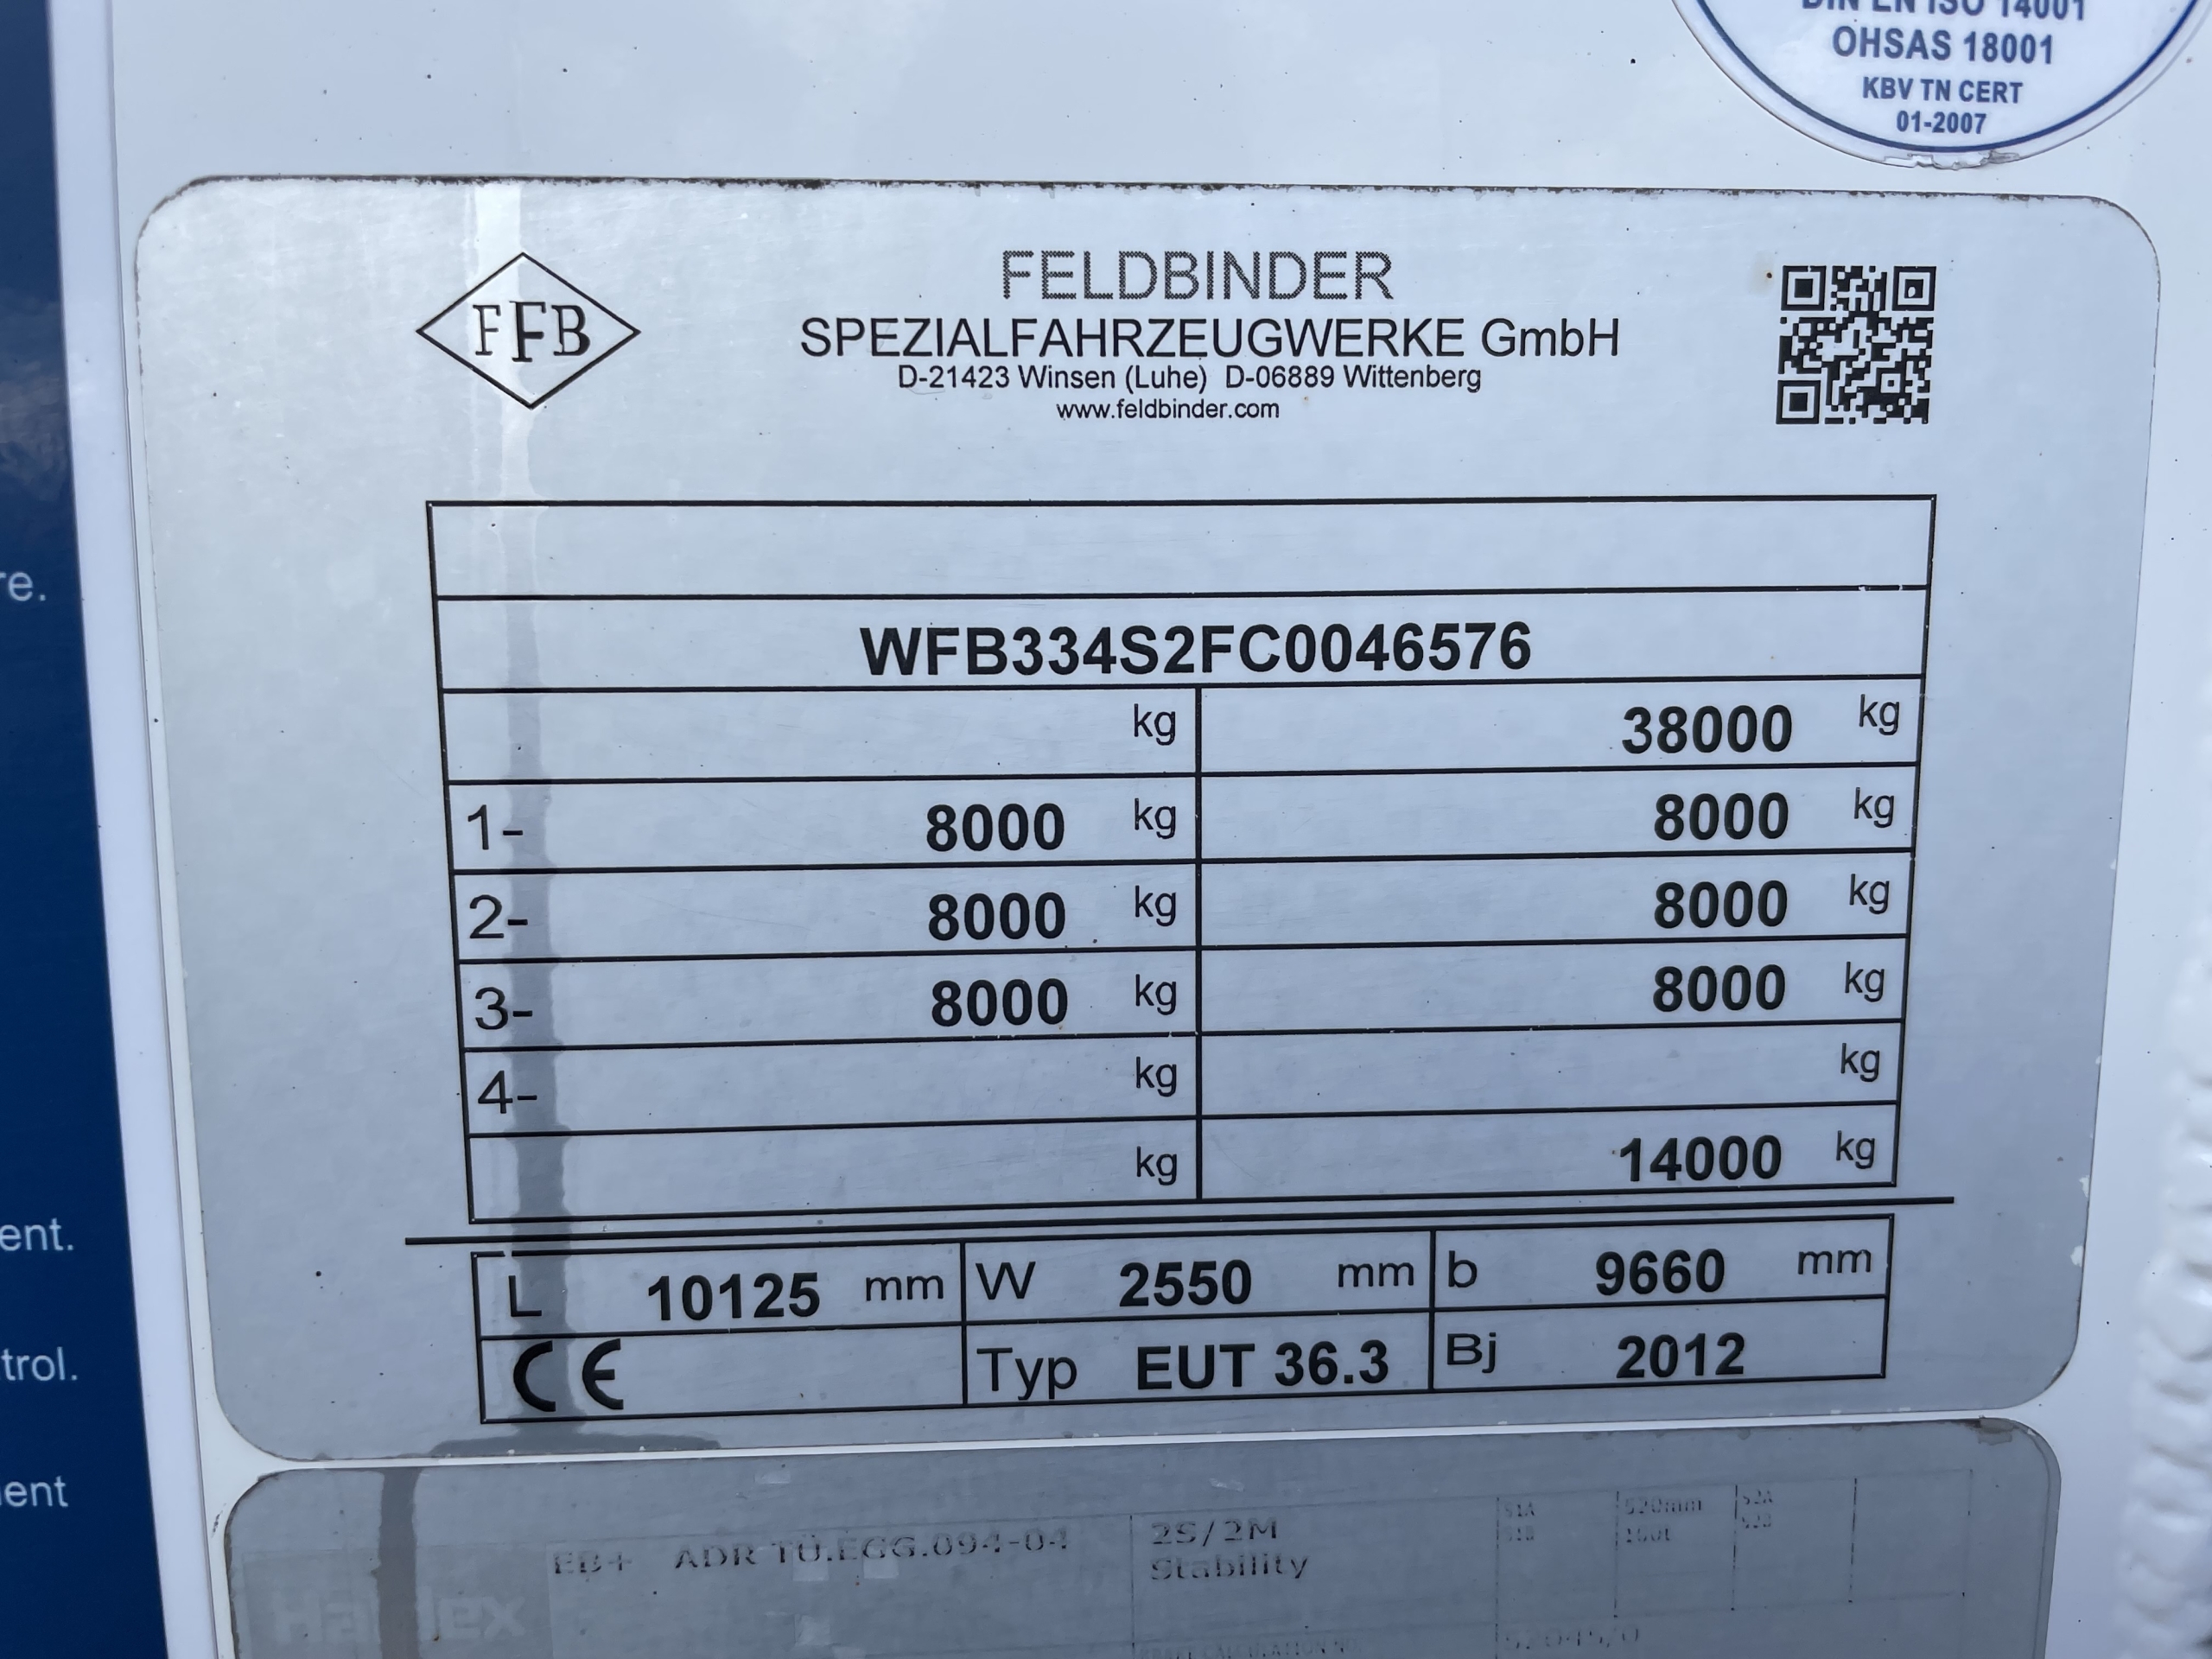 DIN EN ISO 14001
OHSAS 18001
KBV TN CERT
01-2007
FFB
FELDBINDER
SPEZIALFAHRZEUGWERKE GmbH
D-21423 Winsen (Luhe) D-06889 Wittenberg
www.feldbinder.com
re.
WFB334S2FC0046576
kg 38000 kg
1- 8000 kg 8000 kg
2- 8000 kg 8000 kg
3- 8000 kg 8000 kg
4- kg kg
kg 14000 kg
ent.
L 10125 mm W 2550 mm b 9660 mm
CE Typ EUT 36.3 Bj 2012
trol.
ent
EB+ ADR TÜ.EGG.094-04 2S/2M
Stability
520mm
Haldex